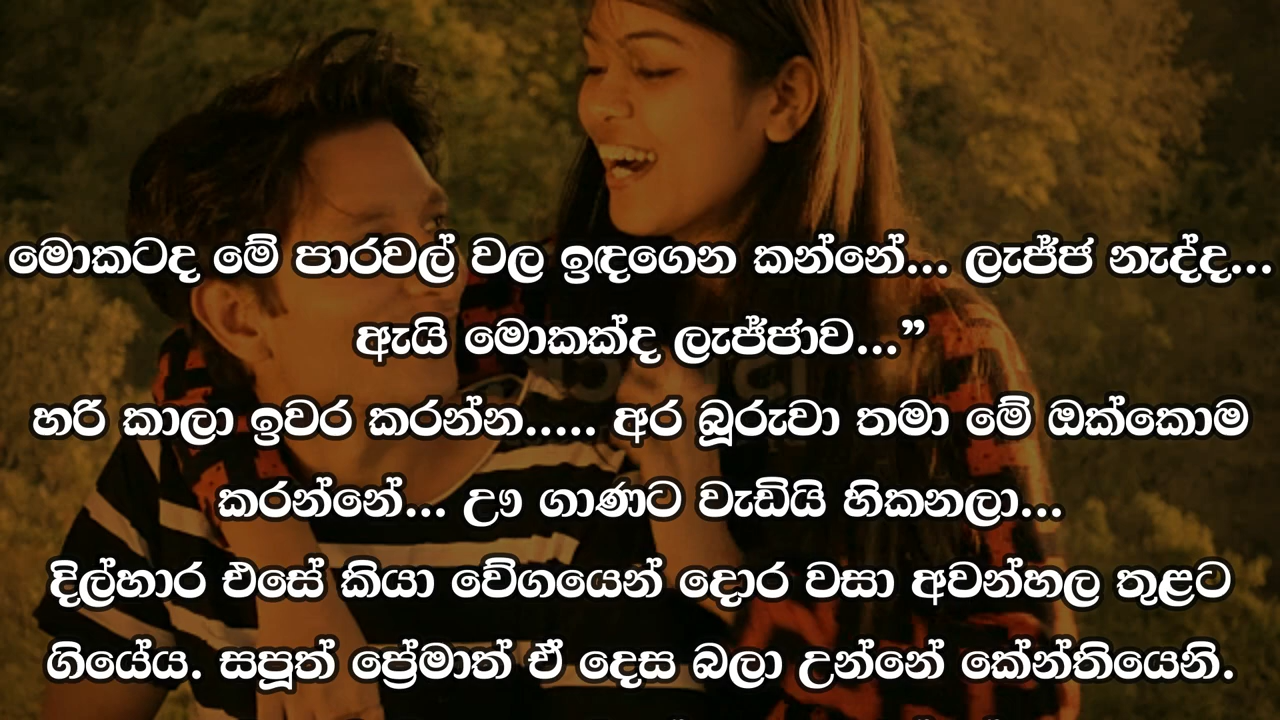 මොකටද මේ පාරවල් වල ඉඳගෙන කන්නේ... ලැජ්ජ නැද්ද...
ඇයි මොකක්ද ලැජ්ජාව...”
හරි කාලා ඉවර කරන්න..... අර බූරුවා තමා මේ ඔක්කොම
කරන්නේ... ඌ ගාණට වැඩියි හිකනලා...
දිල්හාර එසේ කියා වේගයෙන් දොර වසා අවන්හල තුළට
ගියේය. සපූත් ප්‍රේමාත් ඒ දෙස බලා උන්නේ කේන්තියෙනි.